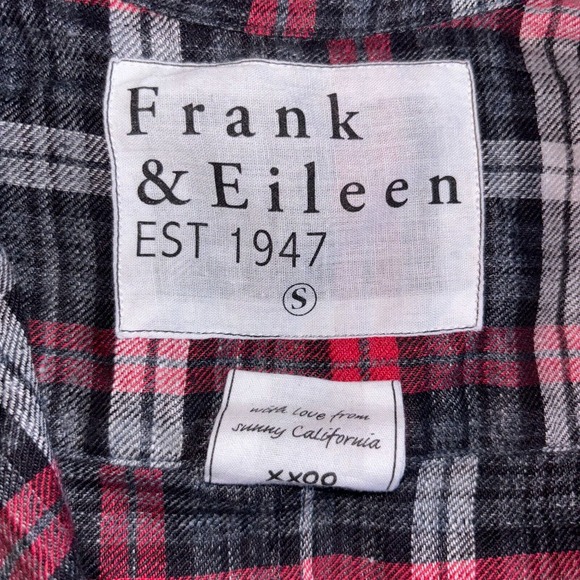 Frank
& Eileen
EST 1947
S
with love from
sunny California
XXOO